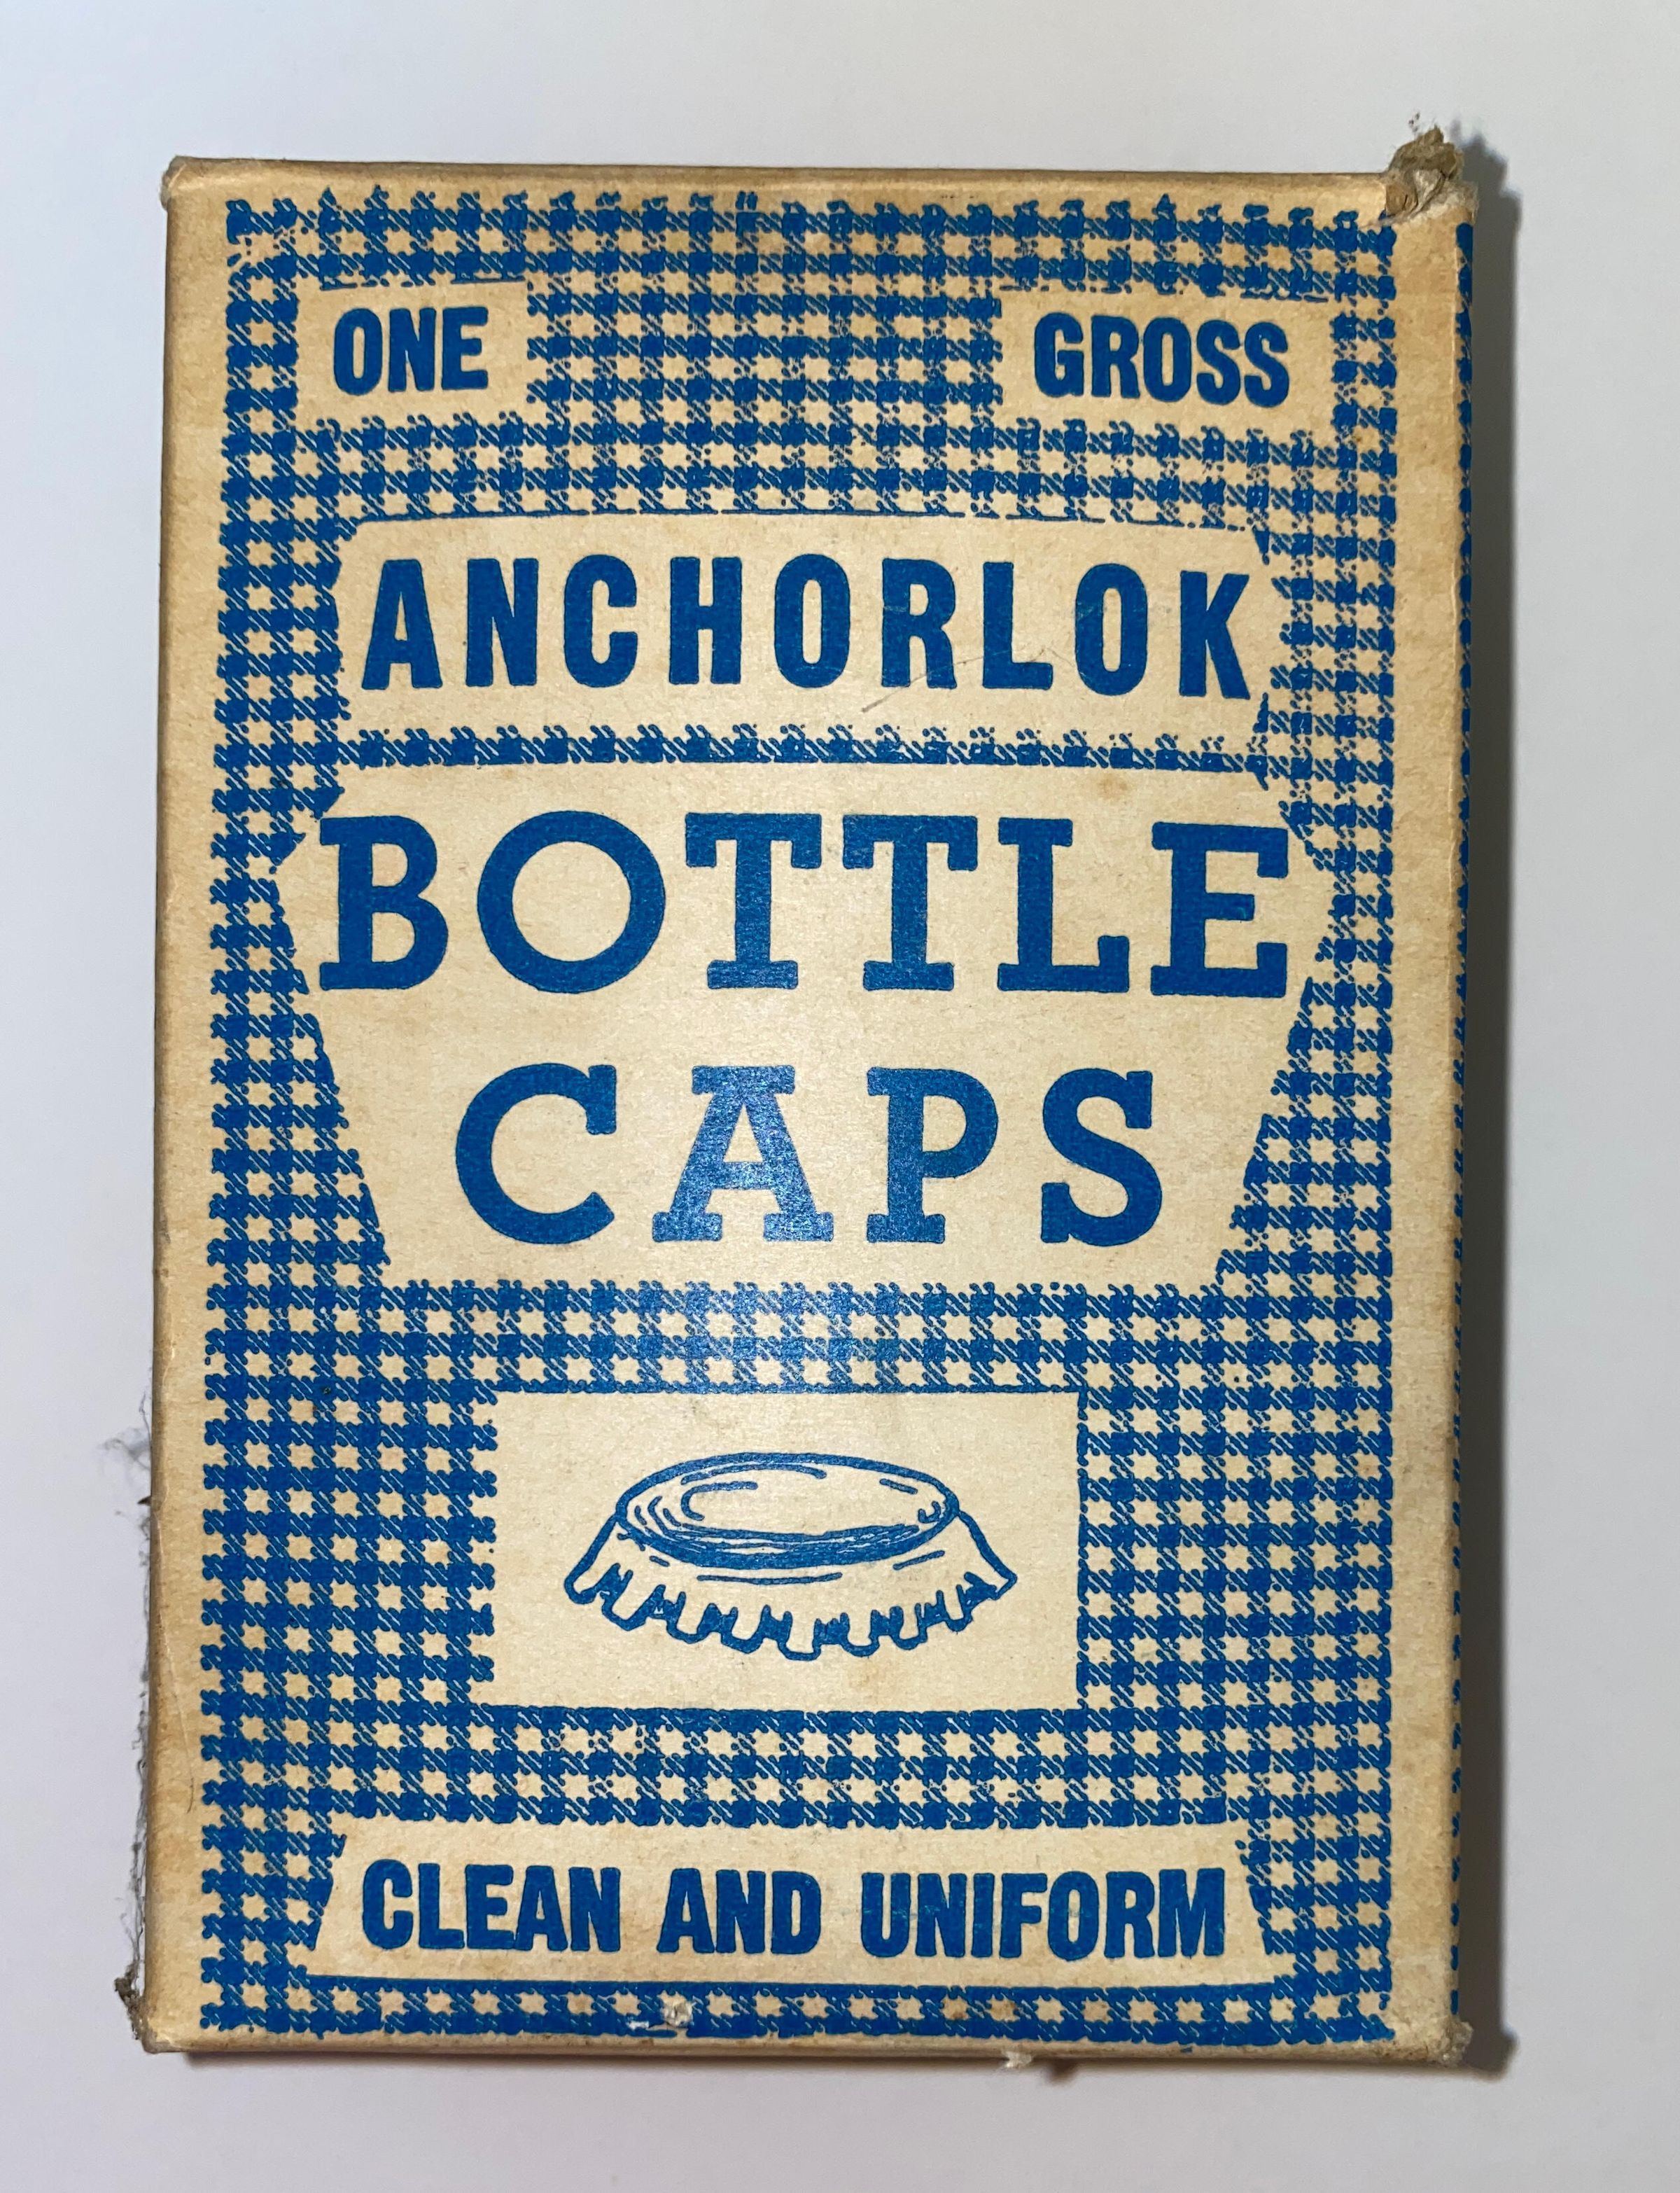 ONE GROSS
ANCHORLOK
BOTTLE
CAPS
CLEAN AND UNIFORM